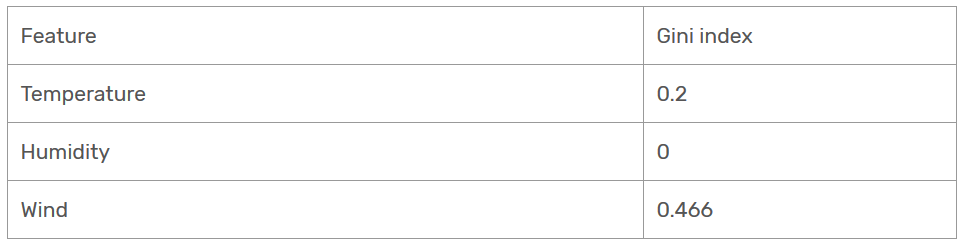 Feature Gini index
Temperature 0.2
Humidity 0
Wind 0.466